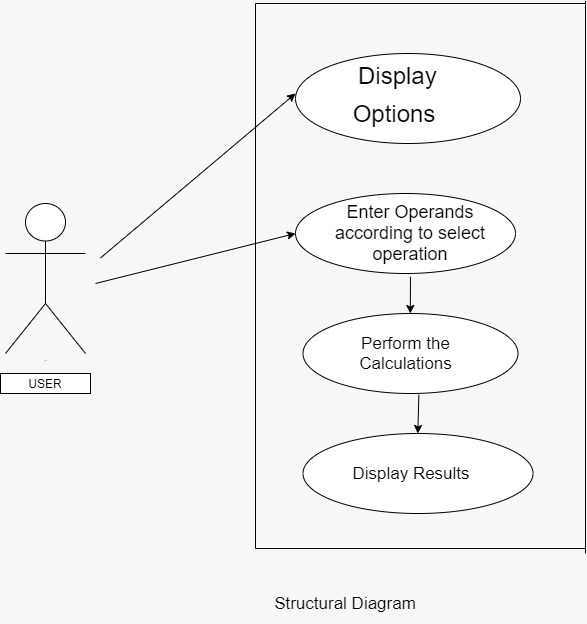 Display
Options
Enter Operands
according to select
operation
Perform the
Calculations
USER
Display Results
Structural Diagram